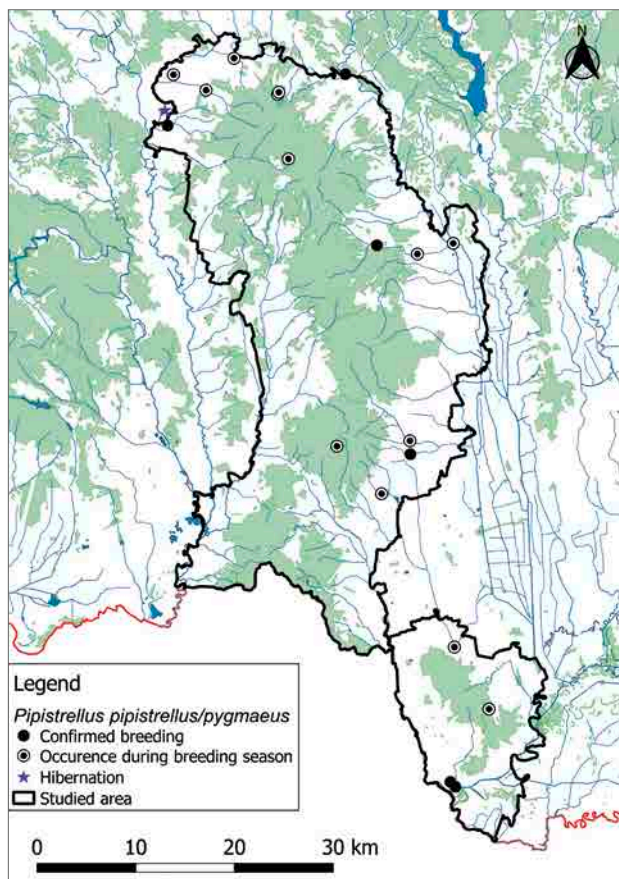 N
Legend
Pipistrellus pipistrellus/pygmaeus
Confirmed breeding
Occurence during breeding season
Hibernation
Studied area
0 10 20 30 km